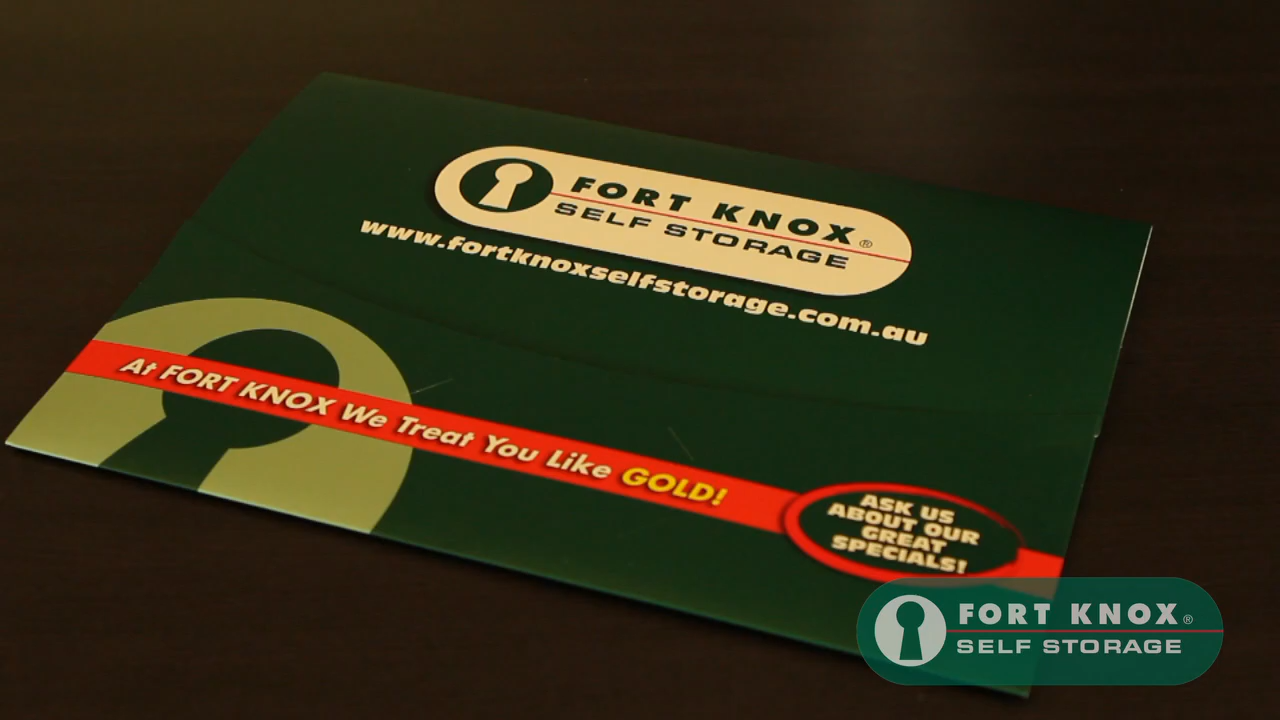 FORT KNOX®
SELF STORAGE
www.fortknoxselfstorage.com.au
At FORT KNOX We Treat You Like GOLD!
ASK US
ABOUT OUR
GREAT
SPECIALS!
FORT KNOX®
SELF STORAGE